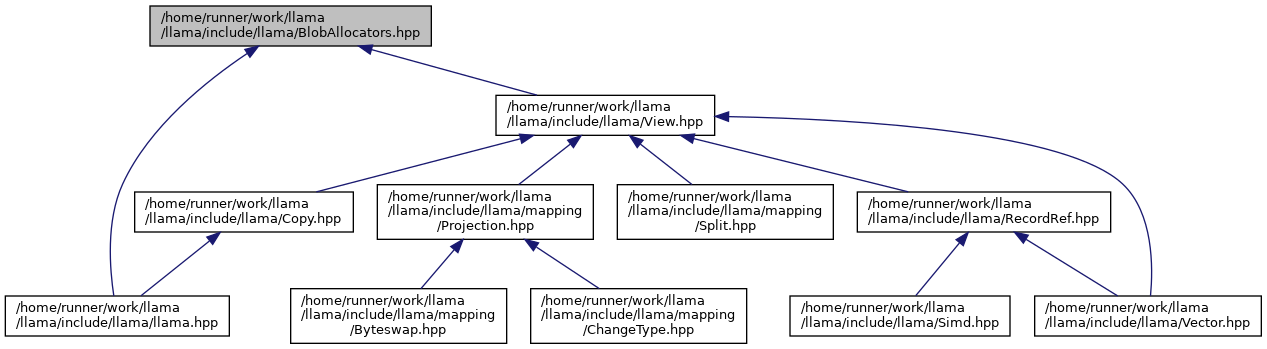 /home/runner/work/llama
/llama/include/llama/BlobAllocators.hpp
/home/runner/work/llama
/llama/include/llama/View.hpp
/home/runner/work/llama
/llama/include/llama/Copy.hpp
/home/runner/work/llama
/llama/include/llama/mapping
/Projection.hpp
/home/runner/work/llama
/llama/include/llama/mapping
/Split.hpp
/home/runner/work/llama
/llama/include/llama/RecordRef.hpp
/home/runner/work/llama
/llama/include/llama/llama.hpp
/home/runner/work/llama
/llama/include/llama/mapping
/Byteswap.hpp
/home/runner/work/llama
/llama/include/llama/mapping
/ChangeType.hpp
/home/runner/work/llama
/llama/include/llama/Simd.hpp
/home/runner/work/llama
/llama/include/llama/Vector.hpp